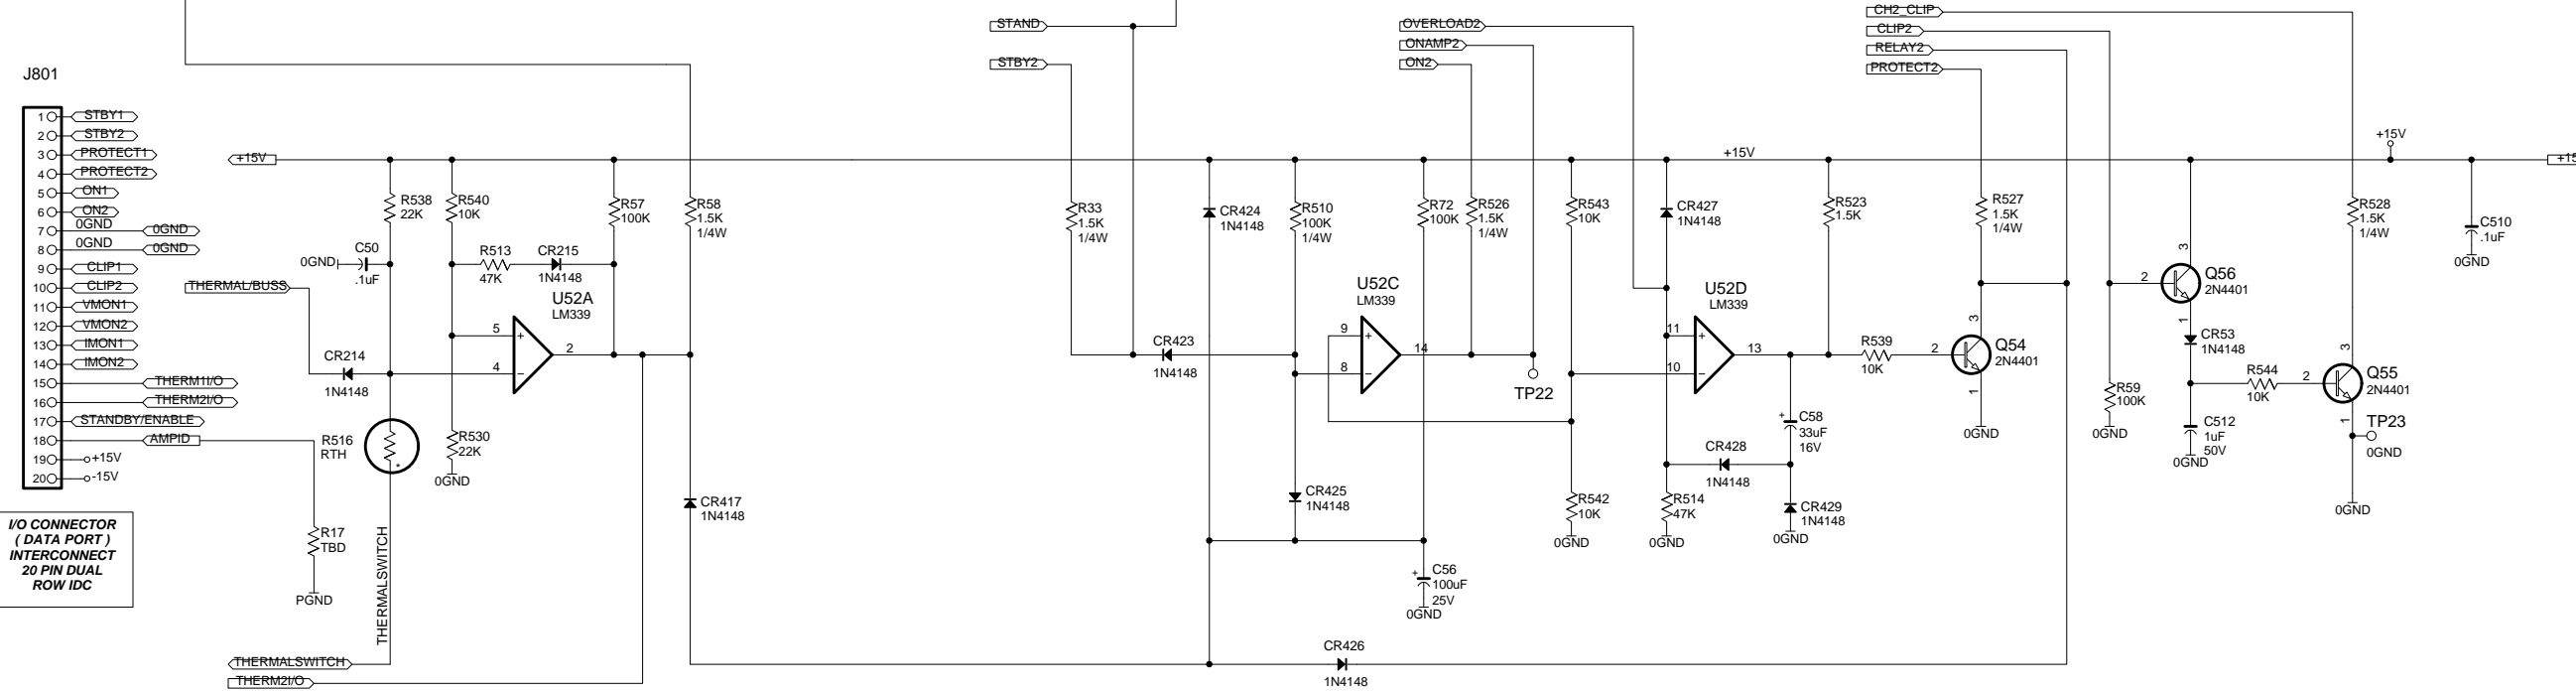 J801
1 STBY1
2 STBY2
3 PROTECT1
4 PROTECT2
5 ON1
6 ON2
7 0GND 0GND
8 0GND 0GND
9 CLIP1
10 CLIP2
11 VMON1
12 VMON2
13 IMON1
14 IMON2
15 THERM1I/O
16 THERM2I/O
17 STANDBY/ENABLE
18 AMPID
19 +15V
20 -15V
I/O CONNECTOR
( DATA PORT )
INTERCONNECT
20 PIN DUAL
ROW IDC
R17
TBD
PGND
+15V
THERMAL/BUSS
0GND
C50
.1uF
R538
22K
R540
10K
R513
47K
CR215
1N4148
R57
100K
R58
1.5K
1/4W
U52A
LM339
5
+
4
-
2
CR214
1N4148
R516
RTH
*
R530
22K
0GND
CR417
1N4148
THERMALSWITCH
THERMALSWITCH
THERM2I/O
STAND
STBY2
R33
1.5K
1/4W
CR423
1N4148
CR424
1N4148
R510
100K
1/4W
CR425
1N4148
U52C
LM339
9
+
8
-
14
R72
100K
R526
1.5K
1/4W
TP22
+
C56
100uF
25V
0GND
CR426
1N4148
OVERLOAD2
ONAMP2
ON2
R543
10K
R542
10K
0GND
CR427
1N4148
+15V
U52D
LM339
11
+
10
-
13
R514
47K
0GND
CR428
1N4148
+
C58
33uF
16V
CR429
1N4148
0GND
R523
1.5K
R539
10K
CH2_CLIP
CLIP2
RELAY2
PROTECT2
R527
1.5K
1/4W
3
2
1
Q54
2N4401
0GND
R59
100K
0GND
3
2
1
Q56
2N4401
CR53
1N4148
C512
1uF
50V
0GND
R544
10K
R528
1.5K
1/4W
3
2
1
Q55
2N4401
TP23
0GND
0GND
+15V
C510
.1uF
0GND
+15